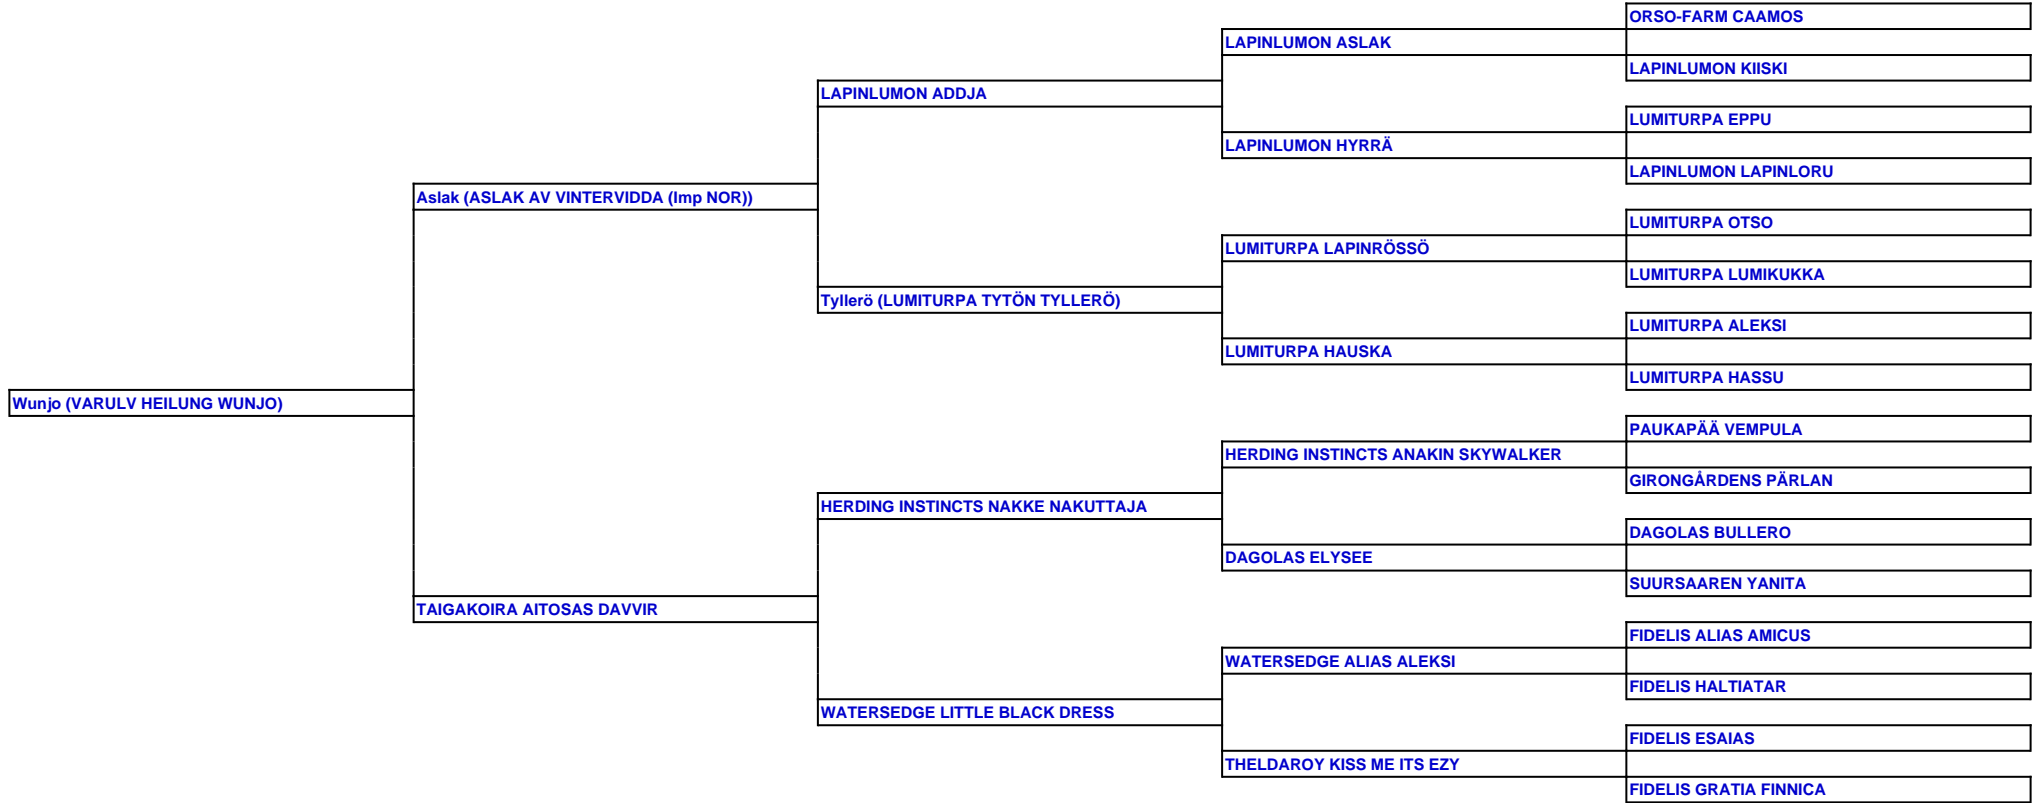 ORSO-FARM CAAMOS
LAPINLUMON ASLAK
LAPINLUMON KIISKI
LAPINLUMON ADDJA
LUMITURPA EPPU
LAPINLUMON HYRRÄ
LAPINLUMON LAPINLORU
Aslak (ASLAK AV VINTERVIDDA (Imp NOR))
LUMITURPA OTSO
LUMITURPA LAPINRÖSSÖ
LUMITURPA LUMIKUKKA
Tyllerö (LUMITURPA TYTÖN TYLLERÖ)
LUMITURPA ALEKSI
LUMITURPA HAUSKA
LUMITURPA HASSU
Wunjo (VARULV HEILUNG WUNJO)
PAUKAPÄÄ VEMPULA
HERDING INSTINCTS ANAKIN SKYWALKER
GIRONGÅRDENS PÄRLAN
HERDING INSTINCTS NAKKE NAKUTTAJA
DAGOLAS BULLERO
DAGOLAS ELYSEE
SUURSAAREN YANITA
TAIGAKOIRA AITOSAS DAVVIR
FIDELIS ALIAS AMICUS
WATERSEDGE ALIAS ALEKSI
FIDELIS HALTIATAR
WATERSEDGE LITTLE BLACK DRESS
FIDELIS ESAIAS
THELDAROY KISS ME ITS EZY
FIDELIS GRATIA FINNICA